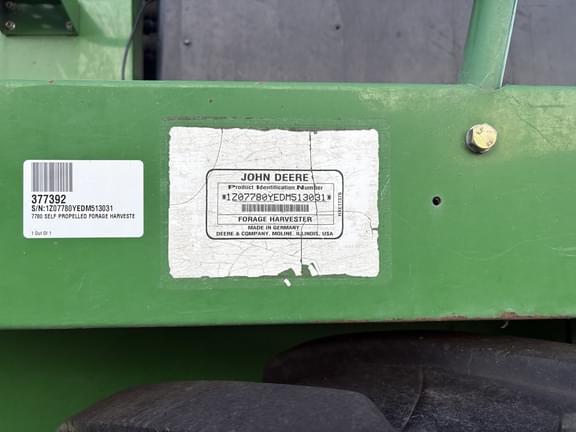 377392
S/N:1Z07780YEDM513031
7780 SELF PROPELLED FORAGE HARVESTE
1 Out Of 1
JOHN DEERE
Product Identification Number
*1Z07780YEDM513031*
FORAGE HARVESTER
MADE IN GERMANY
DEERE & COMPANY, MOLINE, ILLINOIS, USA